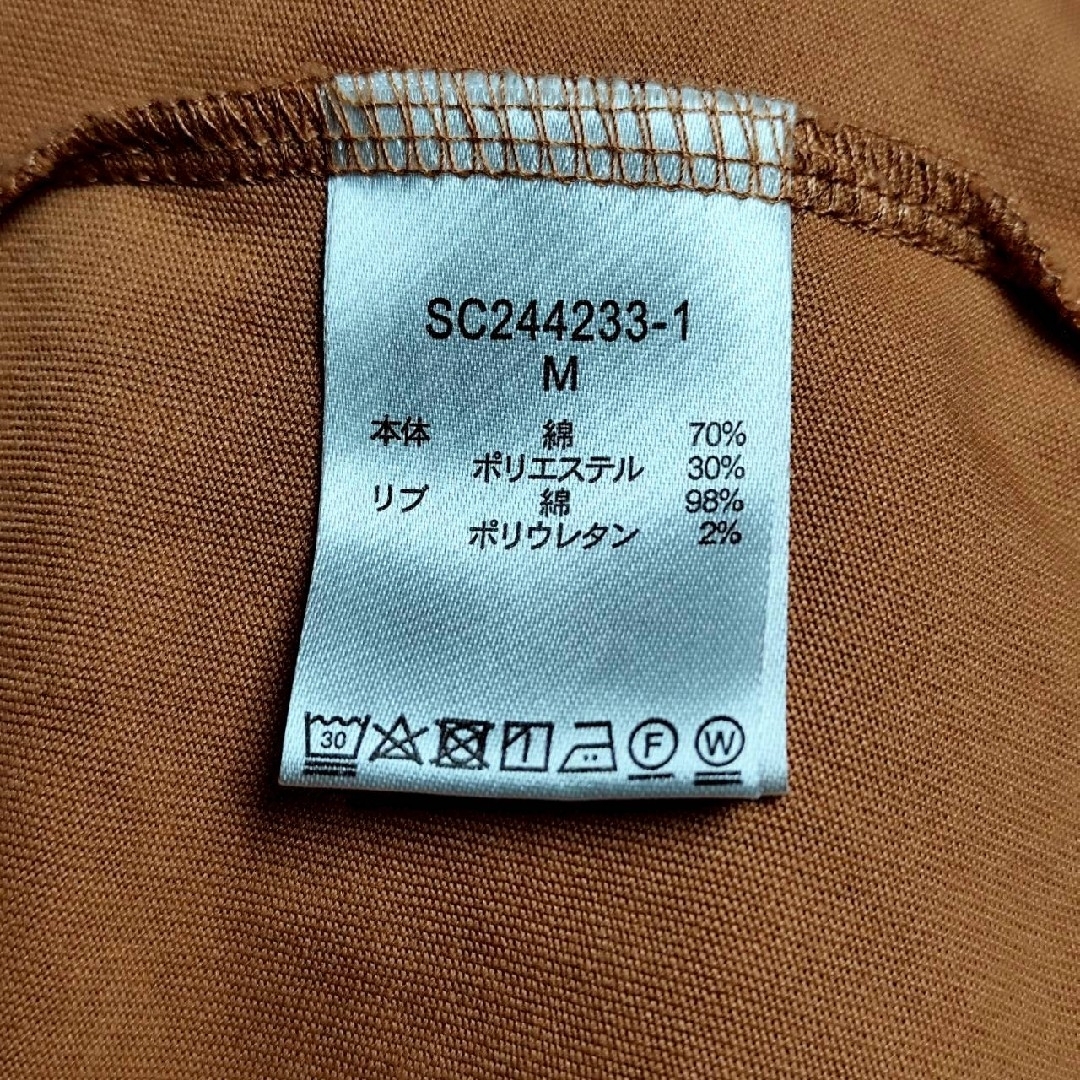 SC244233-1
M
本体 綿 70%
ポリエステル 30%
リブ 綿 98%
ポリウレタン 2%
30 F W